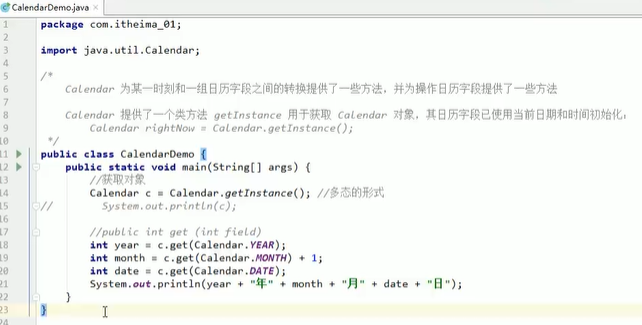 CalendarDemo.java
1 package com.itheima_01;
2
3 import java.util.Calendar;
4
5 /*
6 Calendar 为某一时刻和一组日历字段之间的转换提供了一些方法，并为操作日历字段提供了一些方法
7
8 Calendar 提供了一个类方法 getInstance 用于获取 Calendar 对象，其日历字段已使用当前日期和时间初始化：
9 Calendar rightNow = Calendar.getInstance();
10 */
11 public class CalendarDemo {
12 public static void main(String[] args) {
13 //获取对象
14 Calendar c = Calendar.getInstance(); //多态的形式
15 // System.out.println(c);
16
17 //public int get (int field)
18 int year = c.get(Calendar.YEAR);
19 int month = c.get(Calendar.MONTH) + 1;
20 int date = c.get(Calendar.DATE);
21 System.out.println(year + "年" + month + "月" + date + "日");
22 }
23 }
24